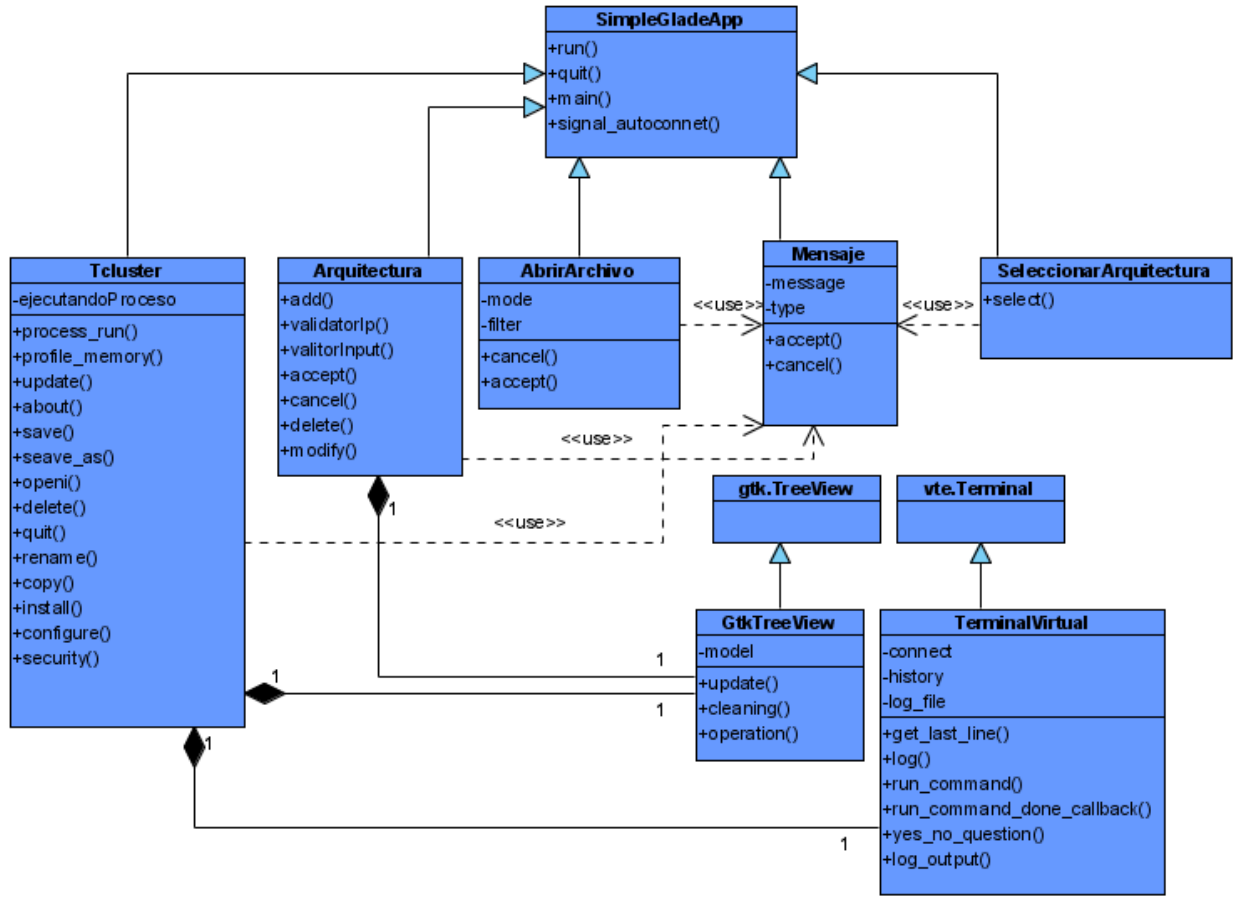 SimpleGladeApp
+run()
+quit()
+main()
+signal_autoconnet()
Tcluster
-ejecutandoProceso
+process_run()
+profile_memory()
+update()
+about()
+save()
+seave_as()
+openi()
+delete()
+quit()
+rename()
+copy()
+install()
+configure()
+security()
Arquitectura
+add()
+validatorIp()
+valitorInput()
+accept()
+cancel()
+delete()
+modify()
AbrirArchivo
-mode
-filter
+cancel()
+accept()
<<use>>
Mensaje
-message
-type
+accept()
+cancel()
<<use>>
SeleccionarArquitectura
+select()
<<use>>
<<use>>
gtk.TreeView
vte.Terminal
1
1
1
1
1
1
GtkTreeView
-model
+update()
+cleaning()
+operation()
TerminalVirtual
-connect
-history
-log_file
+get_last_line()
+log()
+run_command()
+run_command_done_callback()
+yes_no_question()
+log_output()